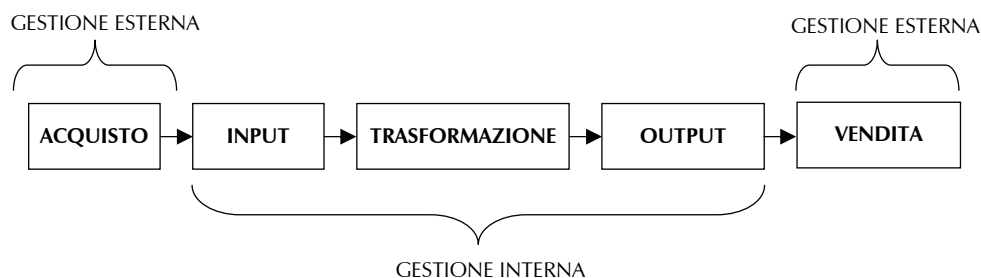 GESTIONE ESTERNA
GESTIONE ESTERNA
ACQUISTO
INPUT
TRASFORMAZIONE
OUTPUT
VENDITA
GESTIONE INTERNA